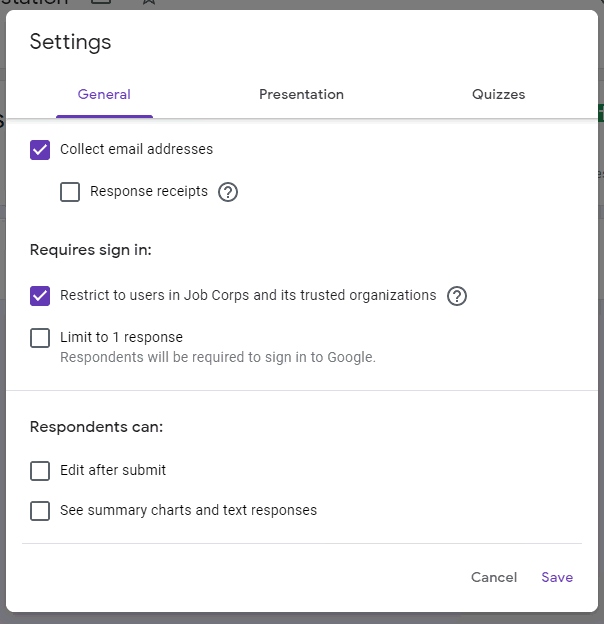 Settings
General
Presentation
Quizzes
Collect email addresses
Response receipts
Requires sign in:
Restrict to users in Job Corps and its trusted organizations
Limit to 1 response
Respondents will be required to sign in to Google.
Respondents can:
Edit after submit
See summary charts and text responses
Cancel
Save